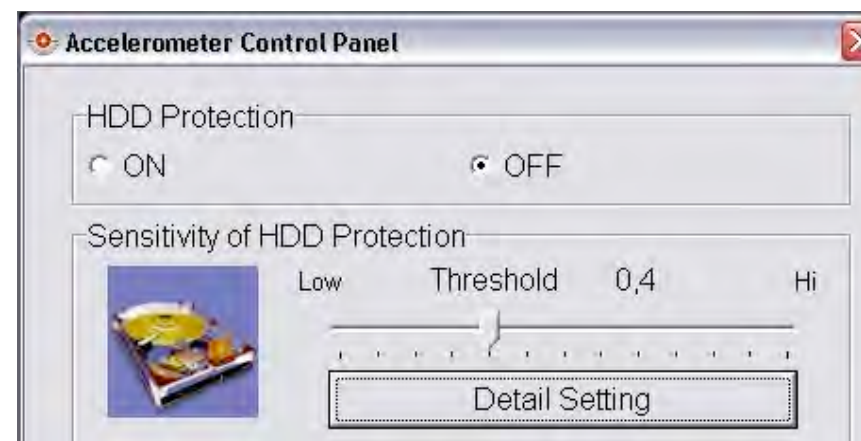 Accelerometer Control Panel
HDD Protection
ON OFF
Sensitivity of HDD Protection
Low Threshold 0,4 Hi
Detail Setting